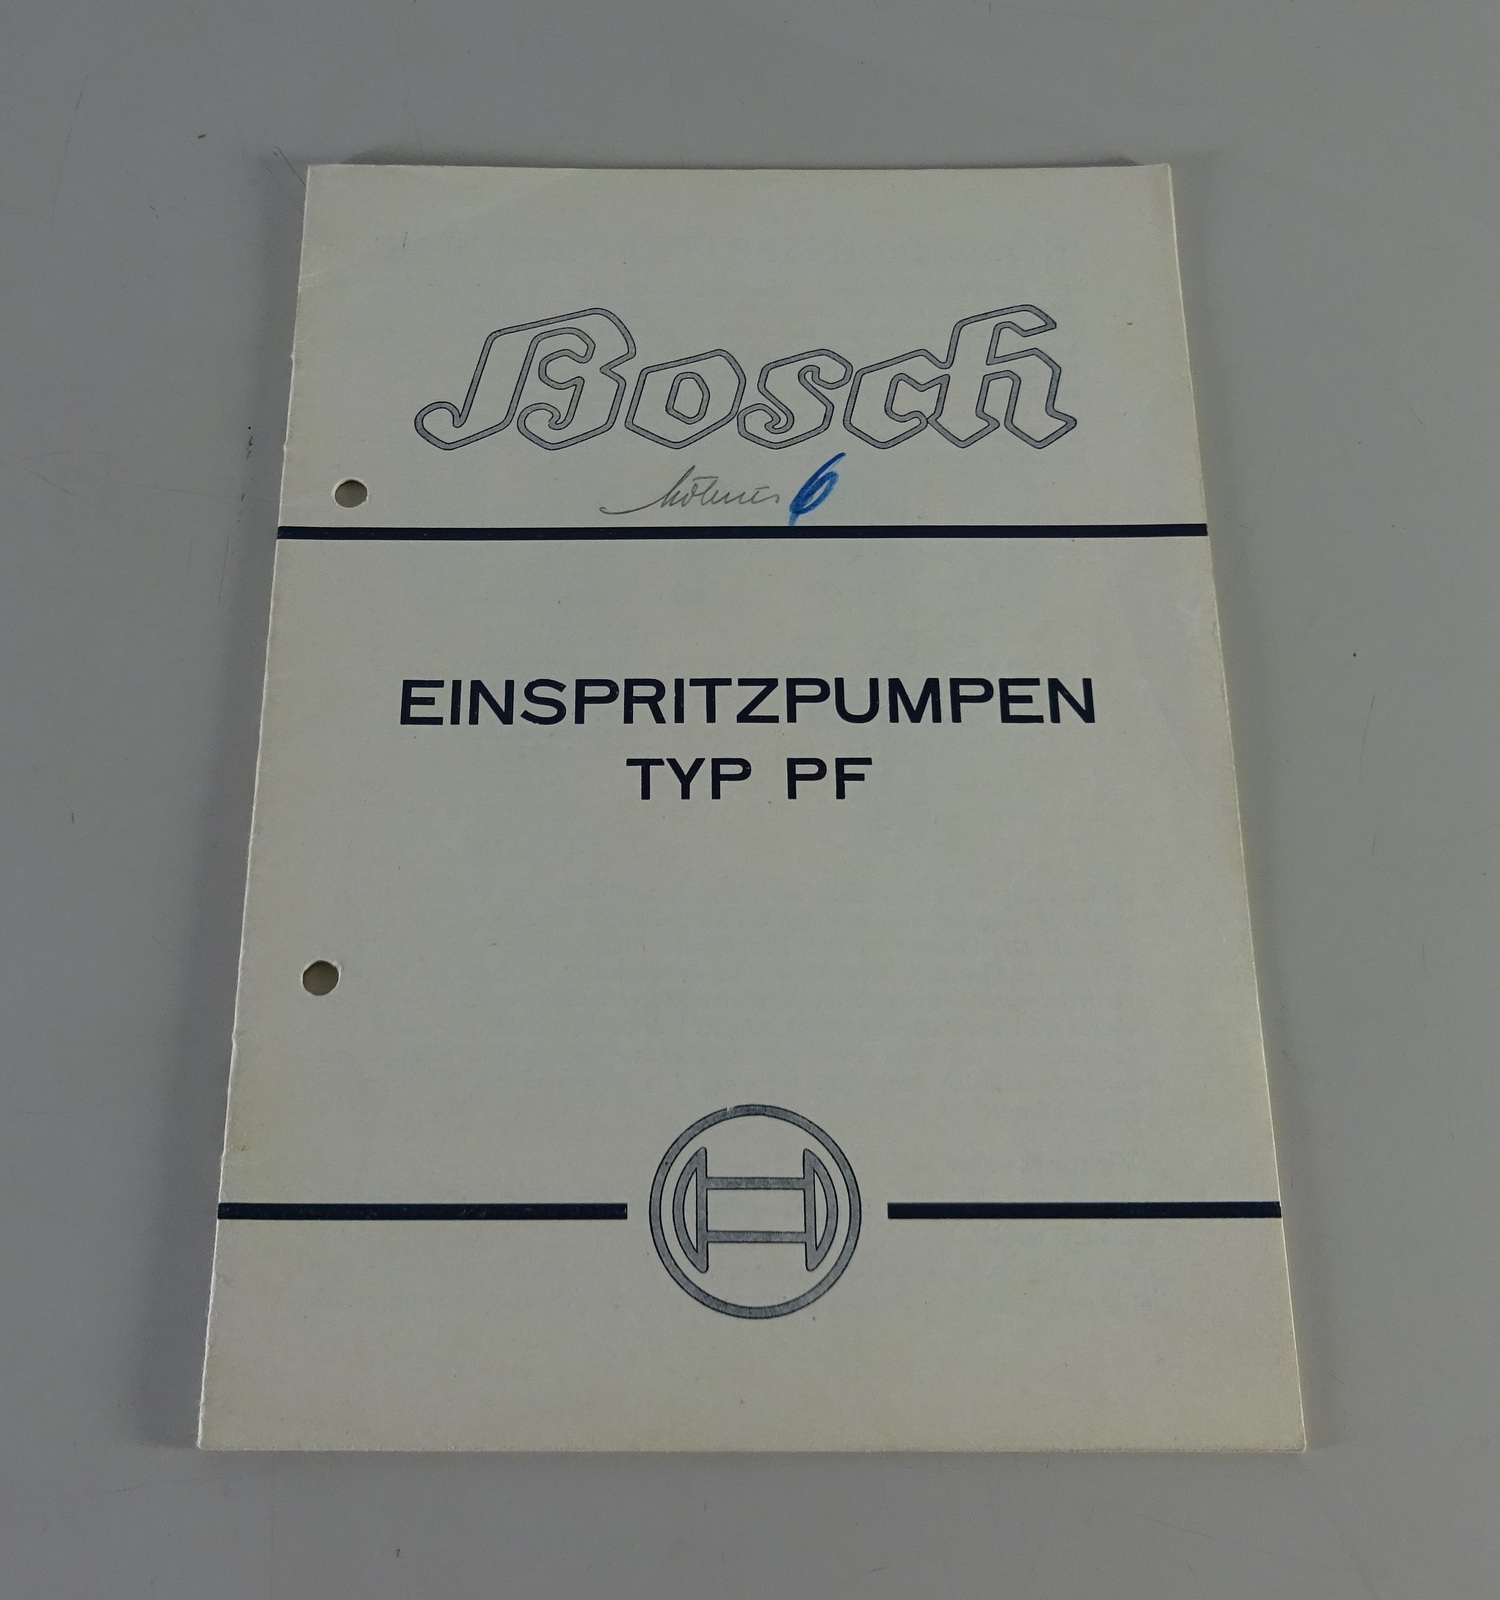 Bosch
6
EINSPRITZPUMPEN
TYP PF